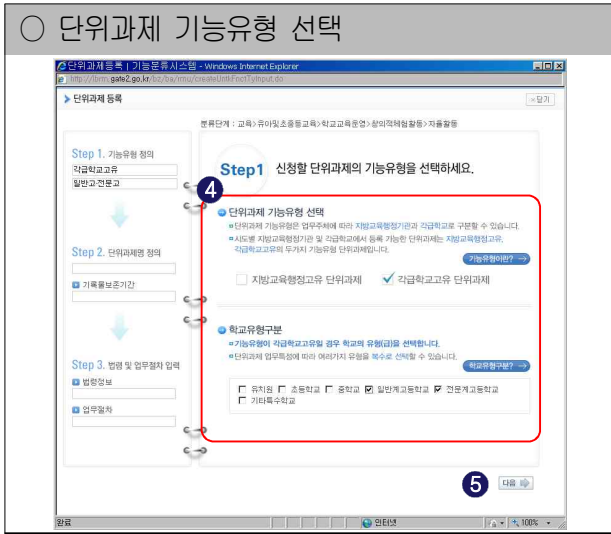 ○ 단위과제 기능유형 선택
단위과제등록 | 기능분류시스템 - Windows Internet Explorer
http://lbrm.gate2.go.kr/bz/ba/rmu/createUntkFnctTyInput.do
단위과제 등록
×닫기
분류단계 : 교육>유아및초중등교육>학교교육운영>창의적체험활동>자율활동
Step 1. 기능유형 정의
각급학교고유
일반고·전문고
Step 2. 단위과제명 정의
기록물보존기간
Step 3. 법령 및 업무절차 입력
법령정보
업무절차
Step1 신청할 단위과제의 기능유형을 선택하세요.
4
단위과제 기능유형 선택
단위과제 기능유형은 업무주체에 따라 지방교육행정기관과 각급학교로 구분할 수 있습니다.
시도별 지방교육행정기관 및 각급학교에서 등록 가능한 단위과제는 지방교육행정고유,
각급학교고유의 두가지 기능유형 단위과제입니다.
기능유형이란? →
지방교육행정고유 단위과제 각급학교고유 단위과제
학교유형구분
기능유형이 각급학교고유일 경우 학교의 유형(급)을 선택합니다.
단위과제 업무특정에 따라 여러가지 유형을 복수로 선택할 수 있습니다.
학교유형구분? →
유치원 초등학교 중학교 일반계고등학교 전문계고등학교
기타특수학교
5
다음
완료
인터넷
100%